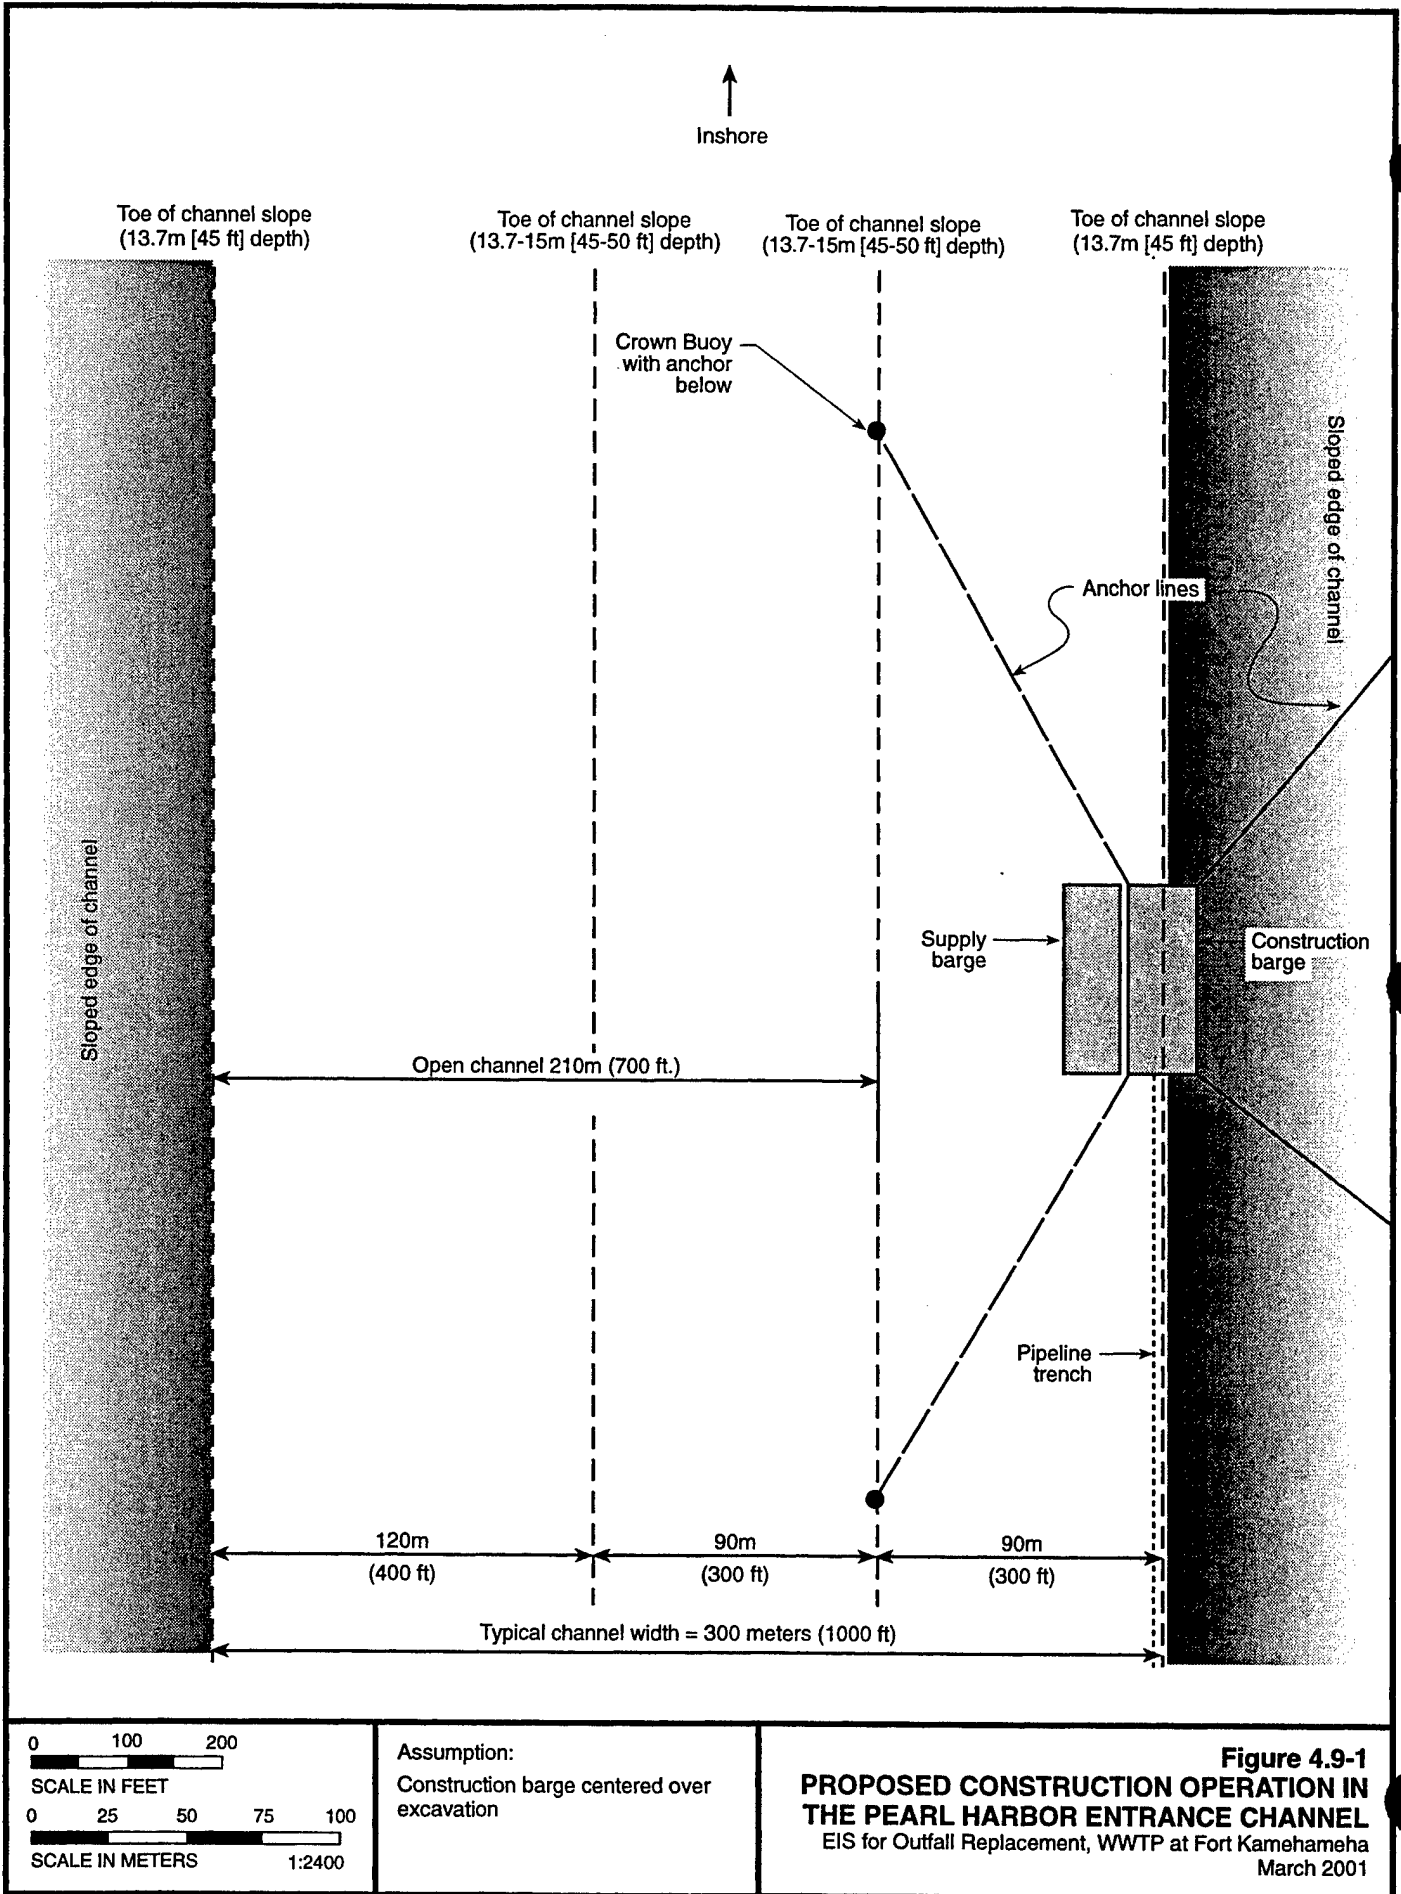 Inshore
Toe of channel slope
(13.7m [45 ft] depth)
Toe of channel slope
(13.7-15m [45-50 ft] depth)
Toe of channel slope
(13.7-15m [45-50 ft] depth)
Toe of channel slope
(13.7m [45 ft] depth)
Crown Buoy
with anchor
below
Sloped edge of channel
Anchor lines
Sloped edge of channel
Supply
barge
Construction
barge
Open channel 210m (700 ft.)
Pipeline
trench
120m
(400 ft)
90m
(300 ft)
90m
(300 ft)
Typical channel width = 300 meters (1000 ft)
0 100 200
SCALE IN FEET
0 25 50 75 100
SCALE IN METERS 1:2400
Assumption:
Construction barge centered over
excavation
Figure 4.9-1
PROPOSED CONSTRUCTION OPERATION IN
THE PEARL HARBOR ENTRANCE CHANNEL
EIS for Outfall Replacement, WWTP at Fort Kamehameha
March 2001